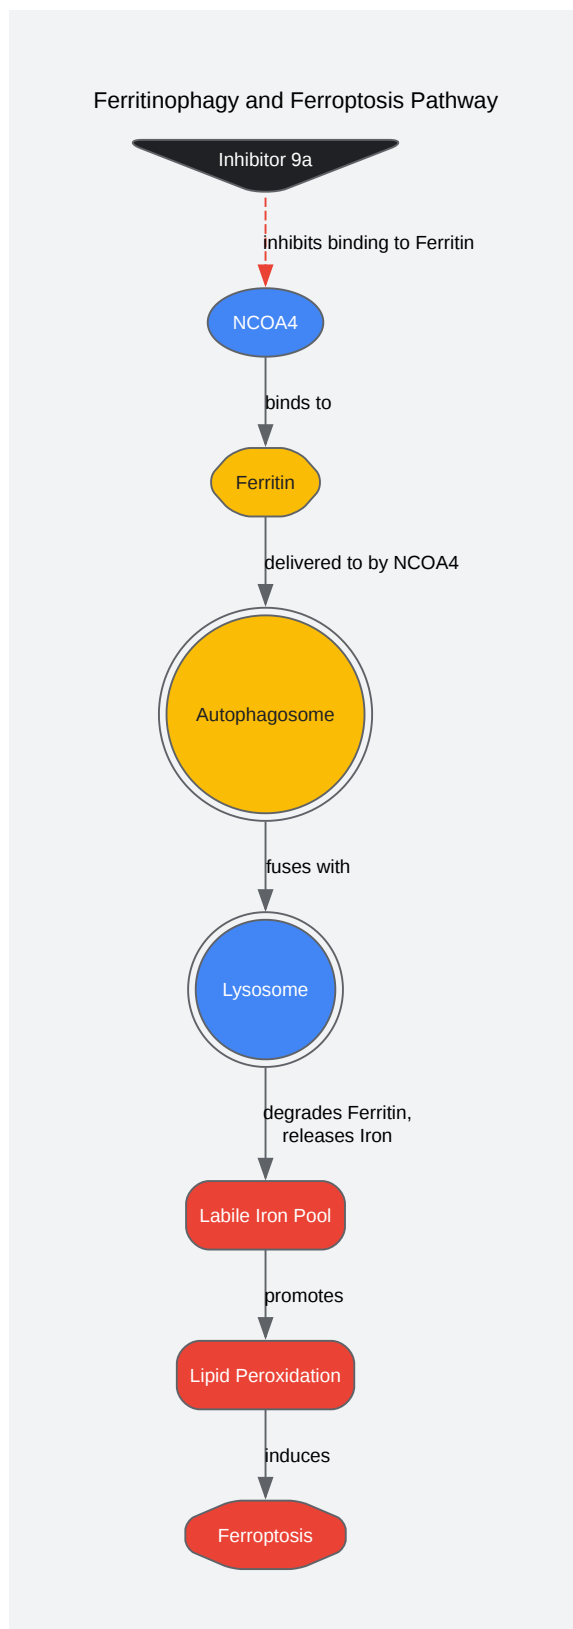 Ferritinophagy and Ferroptosis Pathway
Inhibitor 9a
inhibits binding to Ferritin
NCOA4
binds to
Ferritin
delivered to by NCOA4
Autophagosome
fuses with
Lysosome
degrades Ferritin,
releases Iron
Labile Iron Pool
promotes
Lipid Peroxidation
induces
Ferroptosis